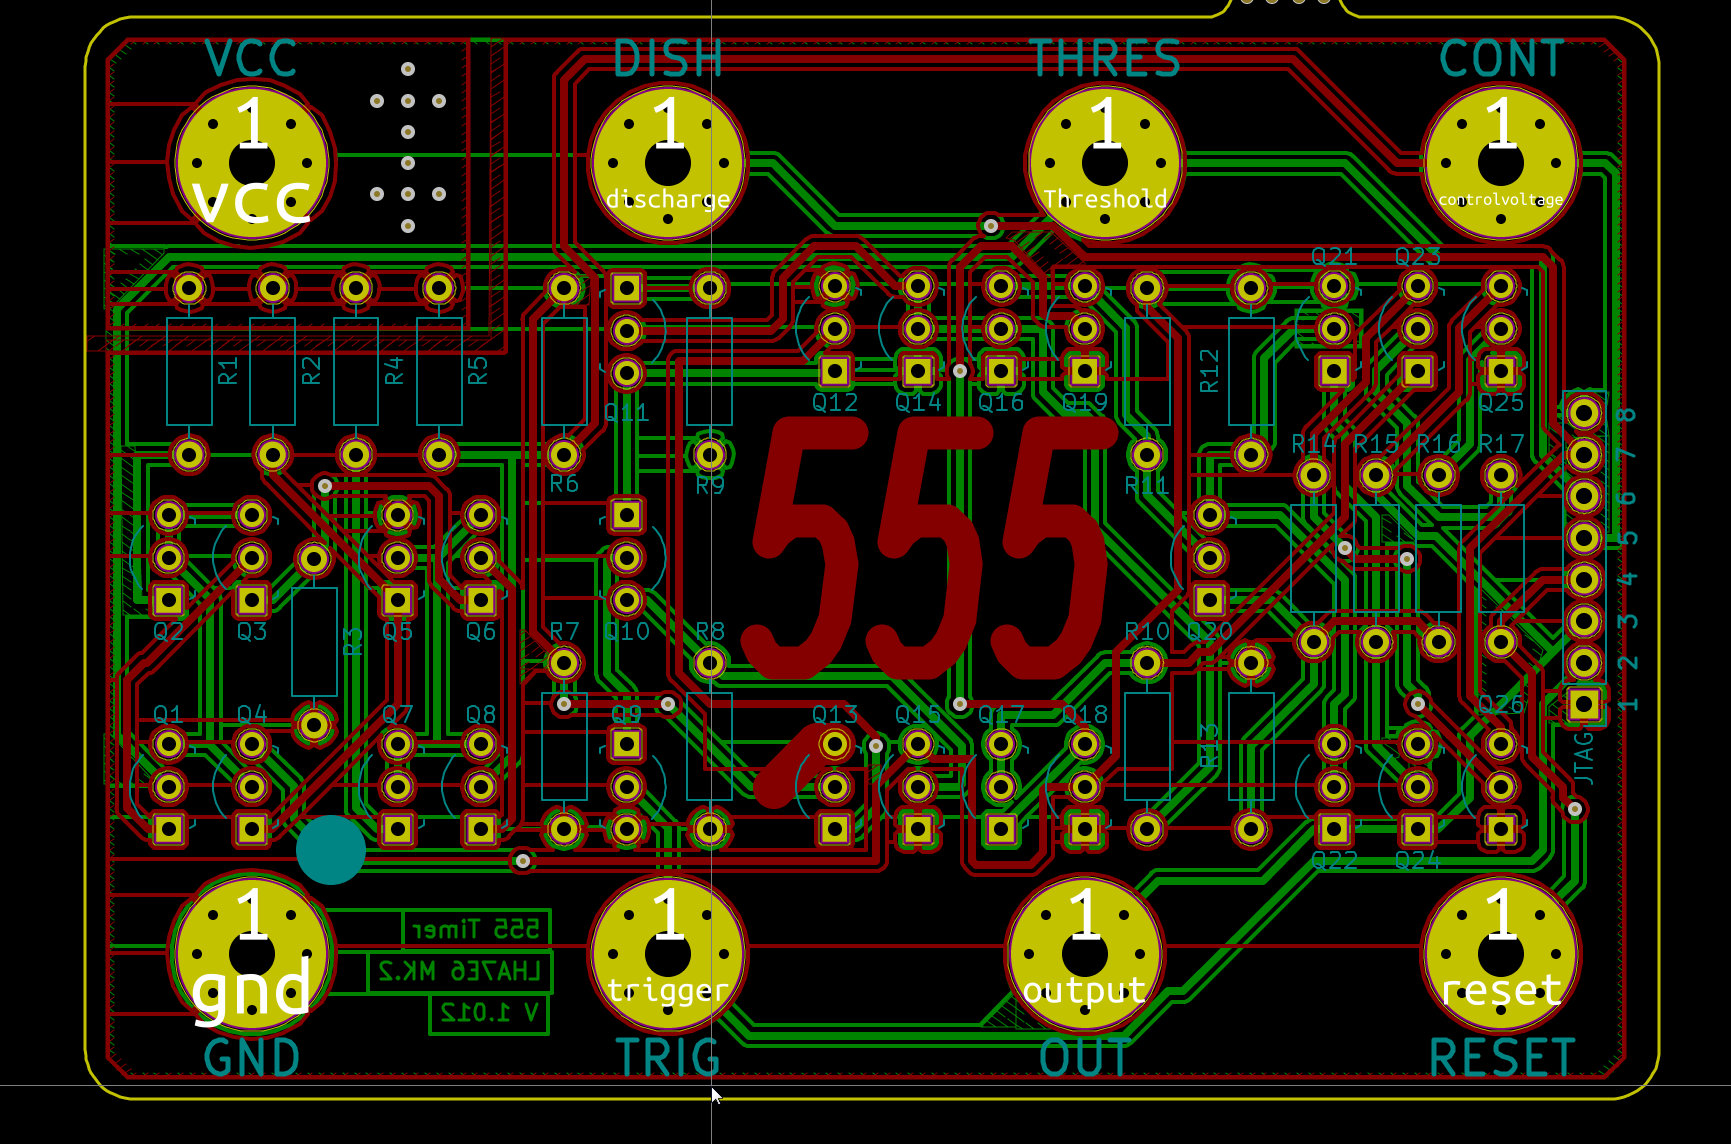 VCC DISH THRES CONT
1 1 1 1
VCC discharge Threshold controlvoltage
Q21 Q23
R1 R2 R4 R5 R12
Q11 Q12 Q14 Q16 Q19 Q25
8
R14 R15 R16 R17
7
R6 R9 R11
6
555
5
4
Q2 Q3 R3 Q5 Q6 R7 Q10 R8 R10 Q20
3
2
Q1 Q4 Q7 Q8 Q9 Q13 Q15 Q17 Q18 R13 Q26
1
JTAG
Q22 Q24
1 1 1 1
555 Timer
LHA7E6 MK.2
gnd trigger output reset
V 1.012
GND TRIG OUT RESET